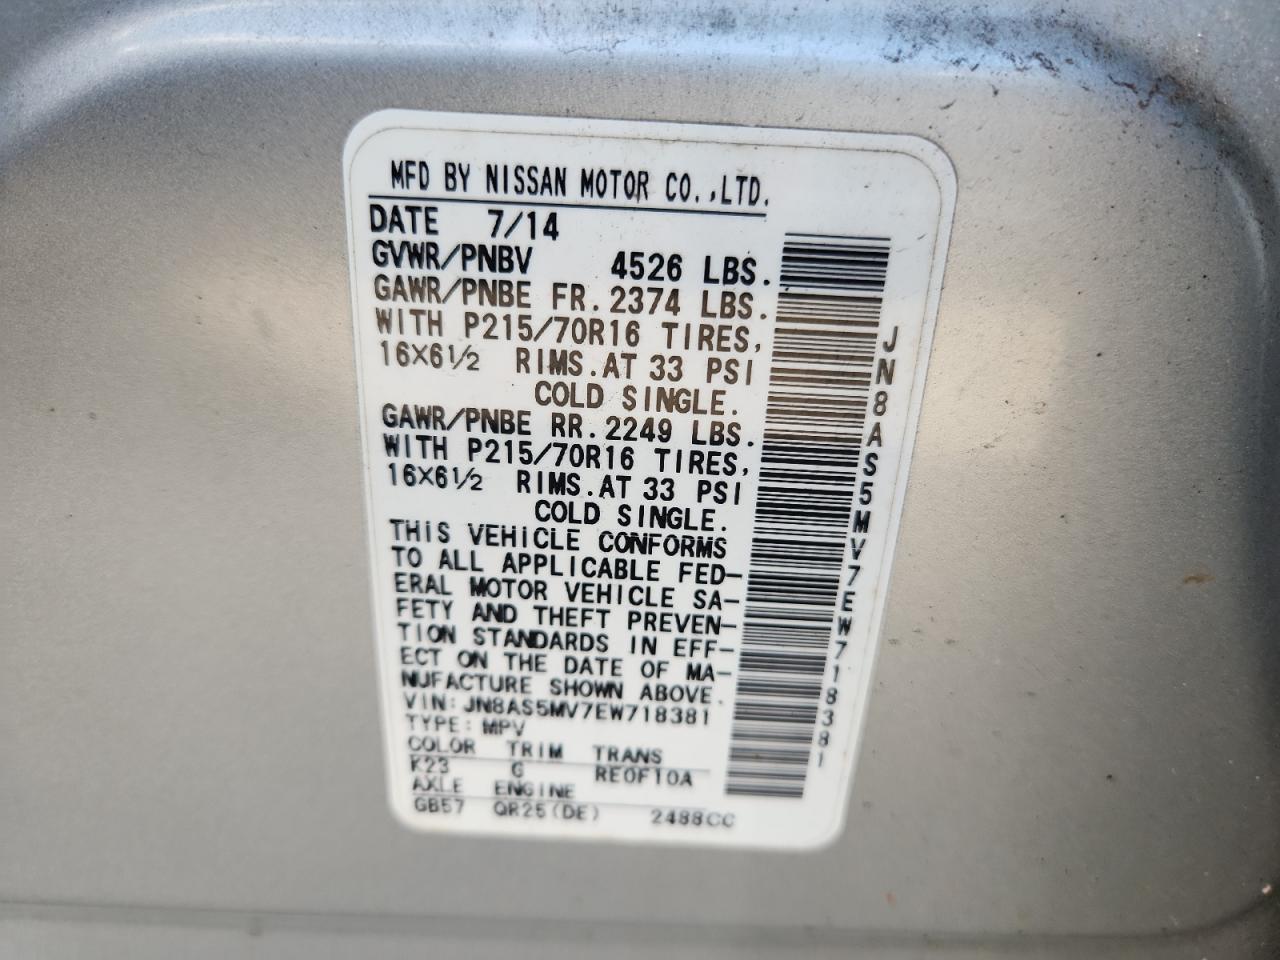 MFD BY NISSAN MOTOR CO.,LTD.
DATE 7/14
GVWR/PNBV 4526 LBS.
GAWR/PNBE FR.2374 LBS.
WITH P215/70R16 TIRES,
16X6½ RIMS.AT 33 PSI
COLD SINGLE.
GAWR/PNBE RR.2249 LBS.
WITH P215/70R16 TIRES,
16X6½ RIMS.AT 33 PSI
COLD SINGLE.
THIS VEHICLE CONFORMS
TO ALL APPLICABLE FED-
ERAL MOTOR VEHICLE SA-
FETY AND THEFT PREVEN-
TION STANDARDS IN EFF-
ECT ON THE DATE OF MA-
NUFACTURE SHOWN ABOVE.
VIN:JN8AS5MV7EW718381
TYPE:MPV
COLOR TRIM TRANS
K23 G RE0F10A
AXLE ENGINE
GB57 QR25(DE) 2488CC
JN8AS5MV7EW718381